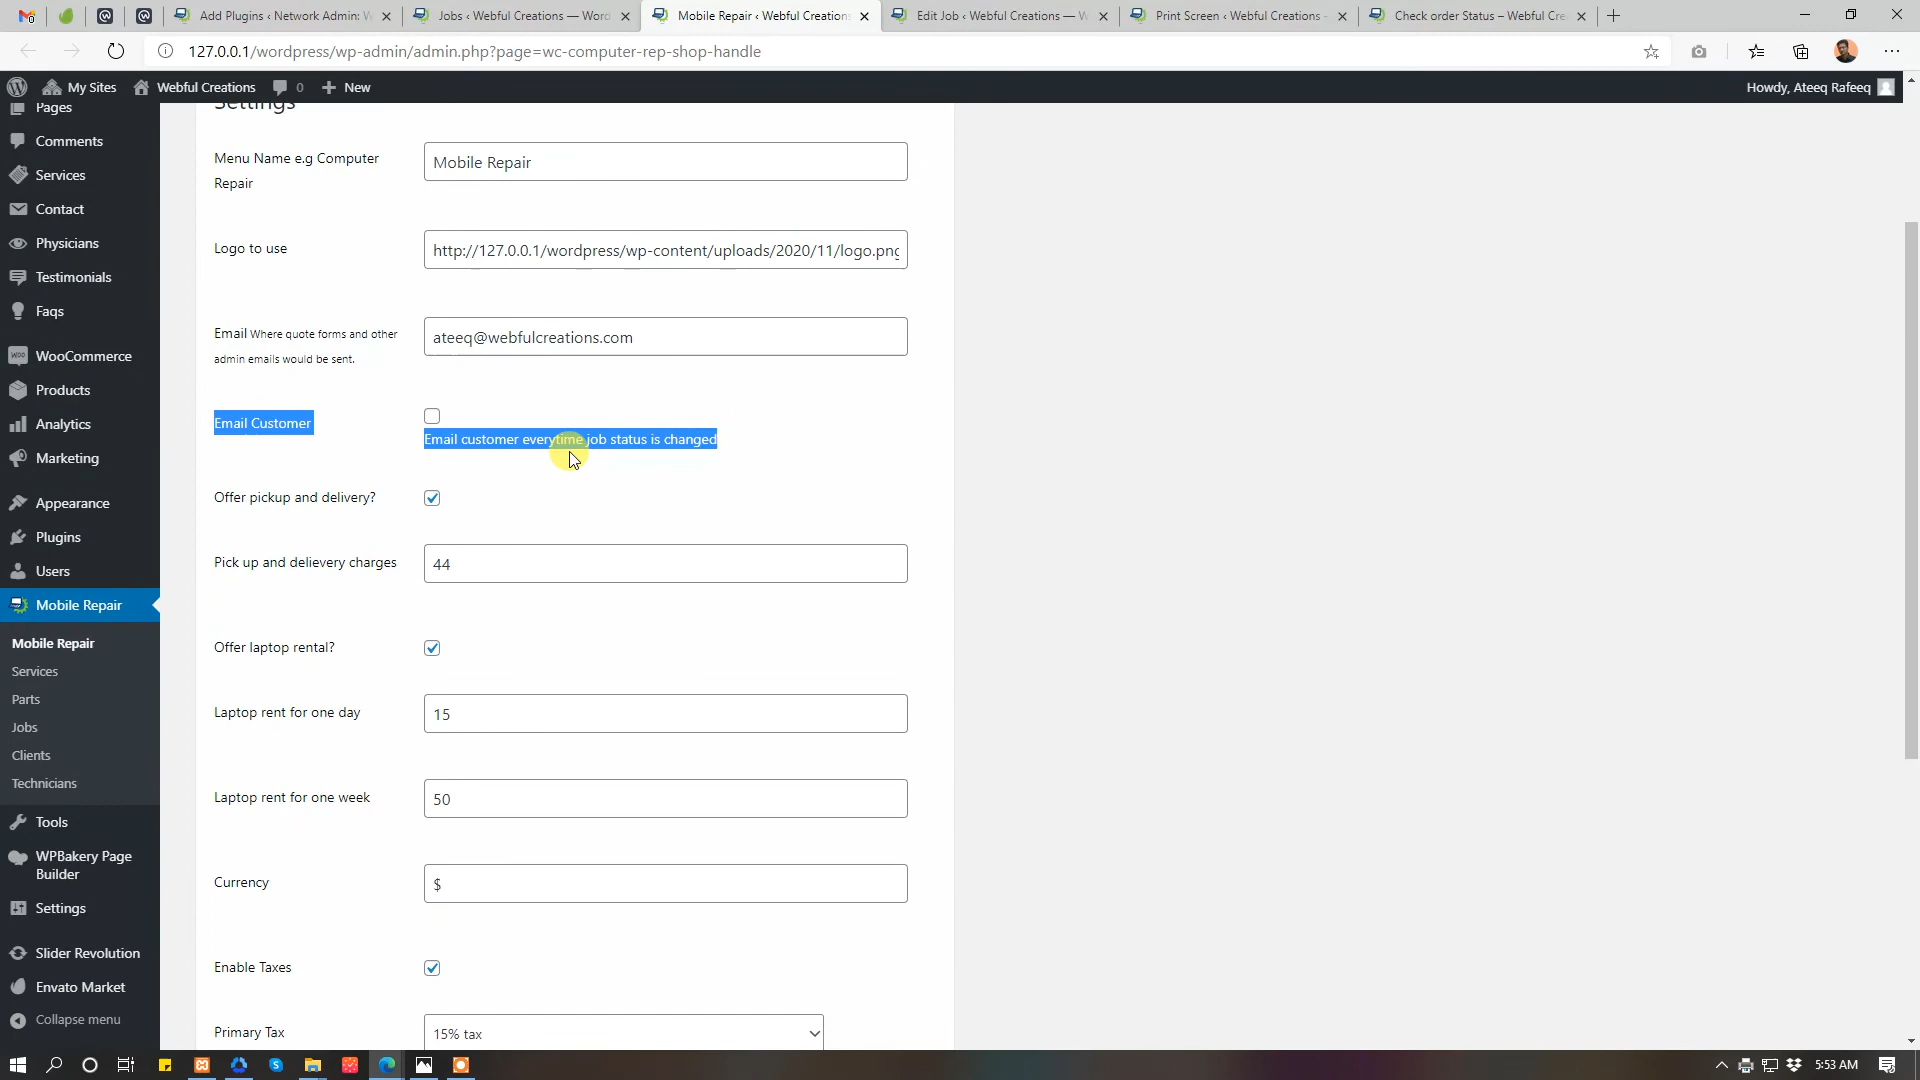 Add Plugins ‹ Network Admin: W
Jobs ‹ Webful Creations — Word
Mobile Repair ‹ Webful Creations
Edit Job ‹ Webful Creations — W
Print Screen ‹ Webful Creations -
Check order Status – Webful Cre
127.0.0.1/wordpress/wp-admin/admin.php?page=wc-computer-rep-shop-handle
My Sites
Webful Creations
0
New
Howdy, Ateeq Rafeeq
Pages
Comments
Services
Contact
Physicians
Testimonials
Faqs
WooCommerce
Products
Analytics
Marketing
Appearance
Plugins
Users
Mobile Repair
Mobile Repair
Services
Parts
Jobs
Clients
Technicians
Tools
WPBakery Page
Builder
Settings
Slider Revolution
Envato Market
Collapse menu
Settings
Menu Name e.g Computer
Repair
Mobile Repair
Logo to use
http://127.0.0.1/wordpress/wp-content/uploads/2020/11/logo.png
Email Where quote forms and other
admin emails would be sent.
ateeq@webfulcreations.com
Email Customer
Email customer everytime job status is changed
Offer pickup and delivery?
Pick up and delievery charges
44
Offer laptop rental?
Laptop rent for one day
15
Laptop rent for one week
50
Currency
$
Enable Taxes
Primary Tax
15% tax
5:53 AM